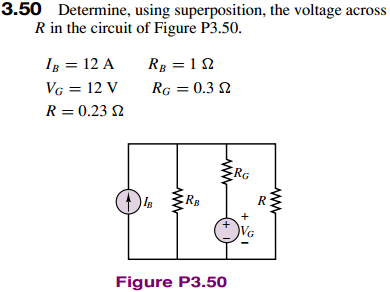 3.50 Determine, using superposition, the voltage across
R in the circuit of Figure P3.50.
I_B = 12 A R_B = 1 Ω
V_G = 12 V R_G = 0.3 Ω
R = 0.23 Ω
R_G
I_B R_B R
+
+ V_G
−
−
Figure P3.50